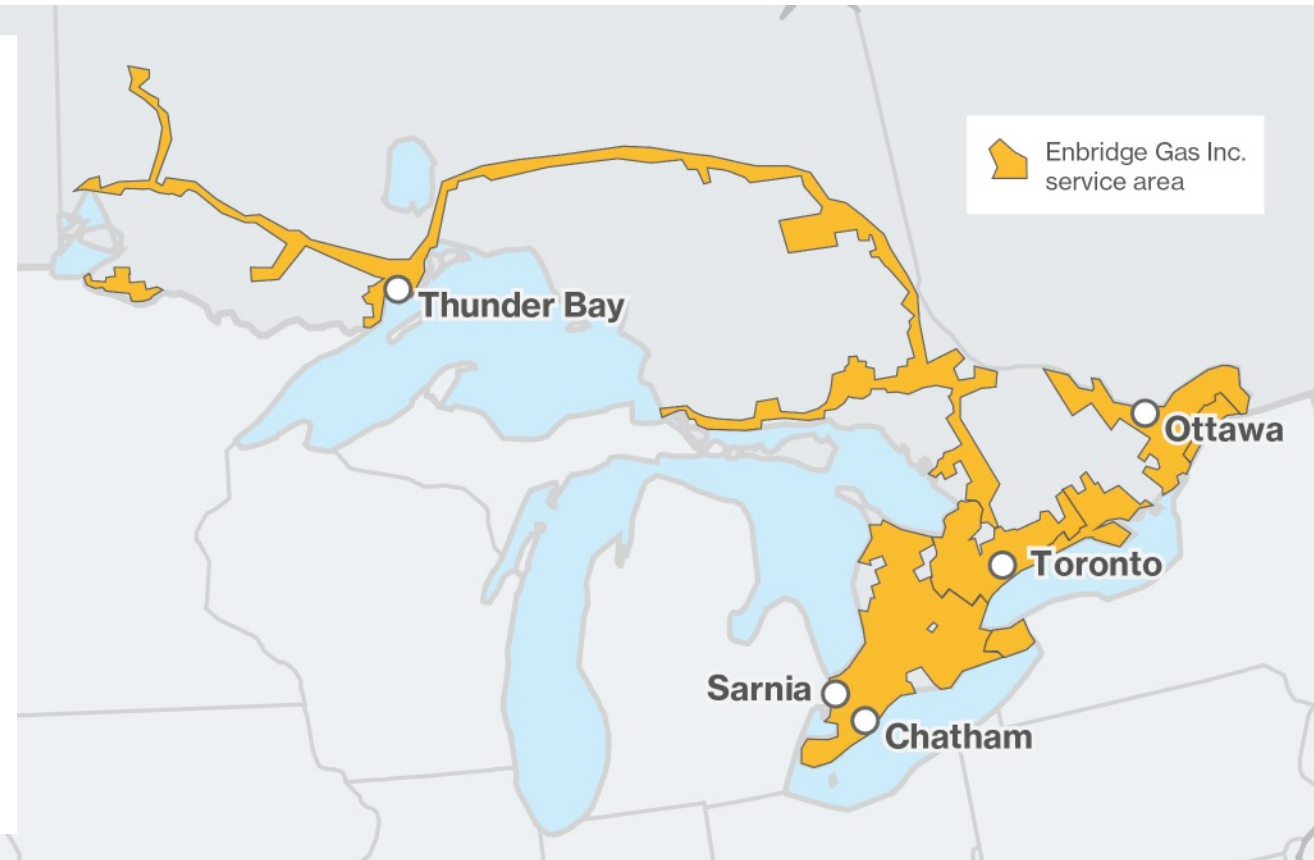 Enbridge Gas Inc.
service area
Thunder Bay
Ottawa
Toronto
Sarnia
Chatham